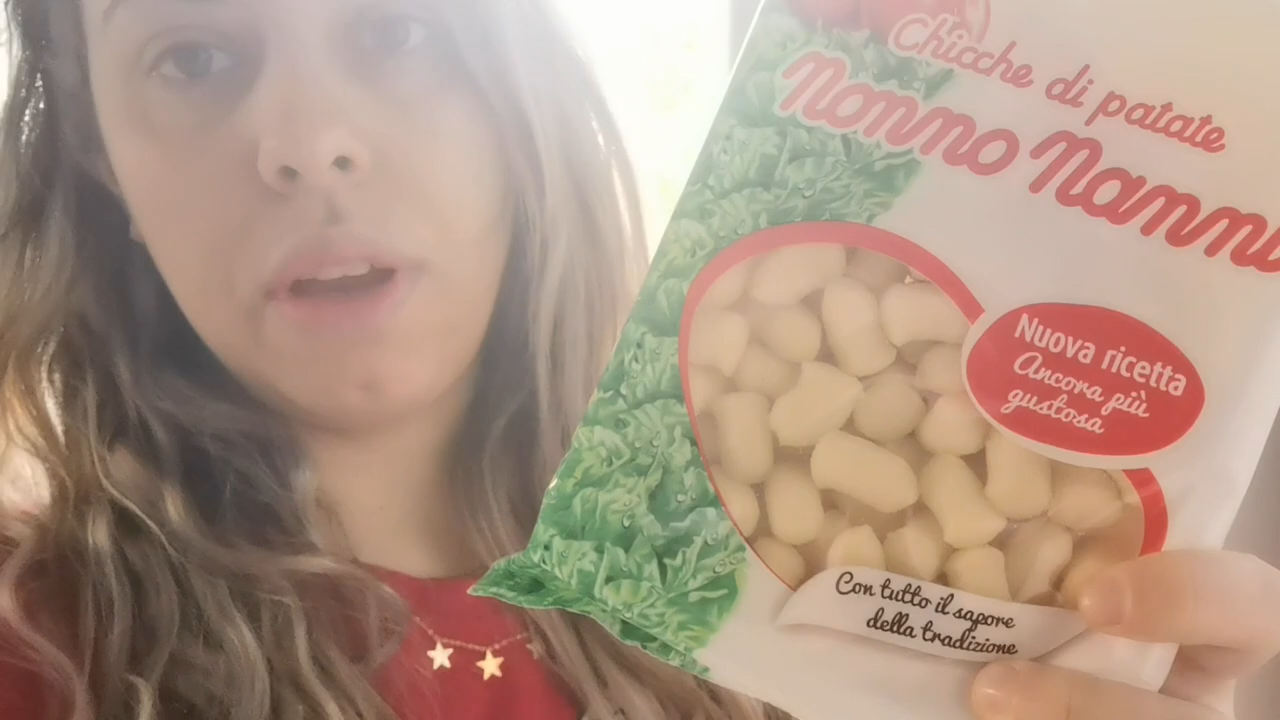 Chicche di patate
Nonno Nanni
Nuova ricetta
Ancora più
gustosa
Con tutto il sapore
della tradizione